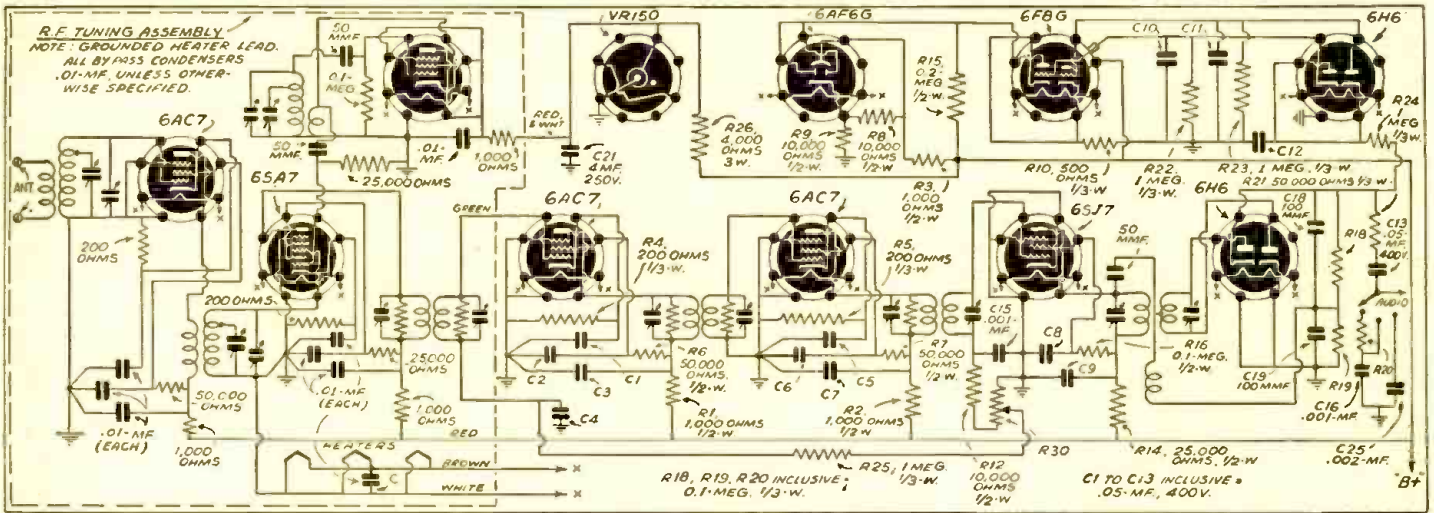 R.F. TUNING ASSEMBLY
NOTE: GROUNDED HEATER LEAD.
ALL BY PASS CONDENSERS
.01-MF. UNLESS OTHER-
WISE SPECIFIED.
50
MMF
0.1-
MEG
50
MMF.
.01-
MF.
1,000
OHMS
25,000 OHMS
RED
& WHT
C21
4 MF.
250V.
VR150
R26,
4,000
OHMS
3 W.
6AF6G
R9
10,000
OHMS
1/2-W.
R8
10,000
OHMS
1/2-W.
R15,
0.2-
MEG
1/2-W.
R3,
1,000
OHMS
1/2-W
6F8G
C10
C11
6H6
R10, 500
OHMS
1/3-W
R22,
1 MEG.
1/3-W.
R23, 1 MEG. 1/3-W
C12
R24
MEG
1/3 W.
6AC7
ANT.
200
OHMS
6SA7
200 OHMS
GREEN
6AC7
R4,
200 OHMS
1/3-W.
6AC7
R5,
200 OHMS
1/3-W
6SJ7
50
MMF.
6H6
R21 50,000 OHMS 1/3 W.
C18
100
MMF
R18
C13
.05-
MF.
400V.
AUDIO
50,000
OHMS
.01-MF
(EACH)
1,000
OHMS
.01-MF
(EACH)
25,000
OHMS
1,000
OHMS
C2
C1
C3
C4
R6
50,000
OHMS
1/2-W.
R1,
1,000 OHMS
1/2-W
C6
C5
C7
R2,
1,000 OHMS
1/2-W
R7
50,000
OHMS
1/2-W
C15
.001-
MF.
C8
C9
R16
0.1-MEG.
1/2-W.
C19
100 MMF
R19
R20
C16
.001-MF.
RED
HEATERS
C
BROWN
WHITE
X
X
R18, R19, R20 INCLUSIVE =
0.1-MEG. 1/3-W.
R25, 1 MEG.
1/3-W.
R12
10,000
OHMS
1/2-W
R30
R14, 25,000
OHMS, 1/2-W
C1 TO C13 INCLUSIVE =
.05-MF., 400V.
C25
.002-MF.
"B+"